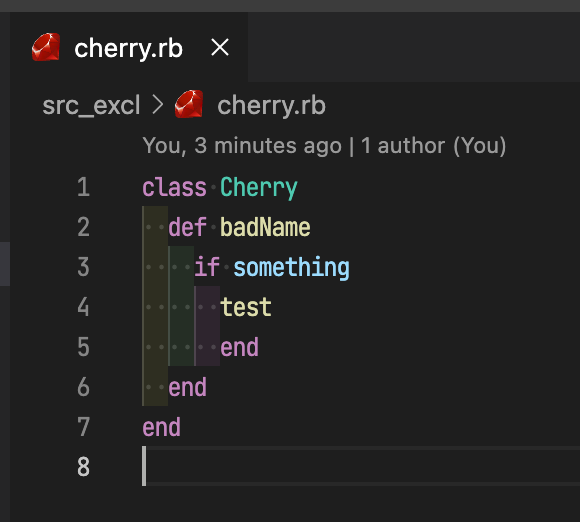 cherry.rb ×
src_excl > cherry.rb
You, 3 minutes ago | 1 author (You)
1 class Cherry
2   def badName
3     if something
4       test
5       end
6   end
7 end
8